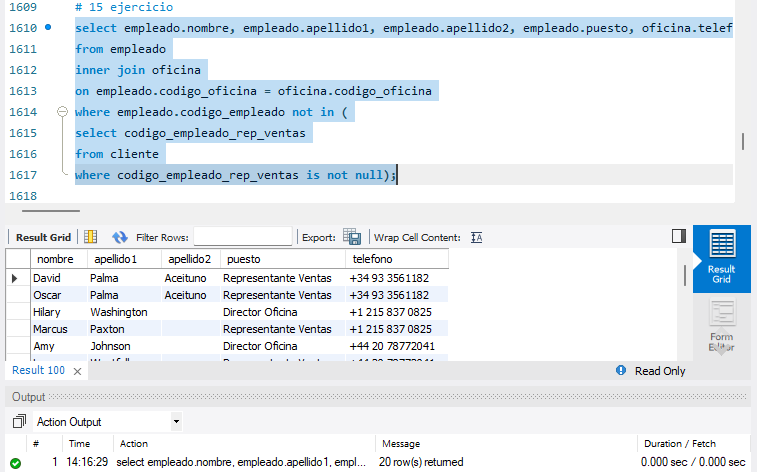 1609 # 15 ejercicio
1610 select empleado.nombre, empleado.apellido1, empleado.apellido2, empleado.puesto, oficina.telef
1611 from empleado
1612 inner join oficina
1613 on empleado.codigo_oficina = oficina.codigo_oficina
1614 where empleado.codigo_empleado not in (
1615 select codigo_empleado_rep_ventas
1616 from cliente
1617 where codigo_empleado_rep_ventas is not null);
1618
Result Grid Filter Rows: Export: Wrap Cell Content:
nombre apellido1 apellido2 puesto telefono
David Palma Aceituno Representante Ventas +34 93 3561182
Oscar Palma Aceituno Representante Ventas +34 93 3561182
Hilary Washington Director Oficina +1 215 837 0825
Marcus Paxton Representante Ventas +1 215 837 0825
Amy Johnson Director Oficina +44 20 78772041
Result
Grid
Form
Editor
Result 100 Read Only
Output
Action Output
# Time Action Message Duration / Fetch
1 14:16:29 select empleado.nombre, empleado.apellido1, empl... 20 row(s) returned 0.000 sec / 0.000 sec